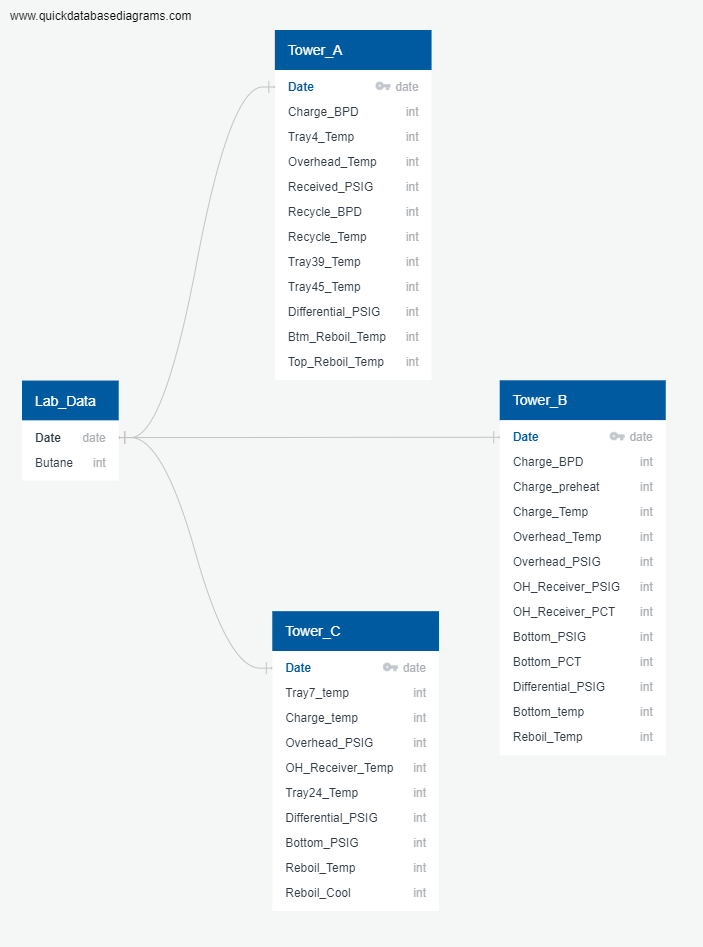 www.quickdatabasediagrams.com
Tower_A
Date date
Charge_BPD int
Tray4_Temp int
Overhead_Temp int
Received_PSIG int
Recycle_BPD int
Recycle_Temp int
Tray39_Temp int
Tray45_Temp int
Differential_PSIG int
Btm_Reboil_Temp int
Top_Reboil_Temp int
Lab_Data
Date date
Butane int
Tower_B
Date date
Charge_BPD int
Charge_preheat int
Charge_Temp int
Overhead_Temp int
Overhead_PSIG int
OH_Receiver_PSIG int
OH_Receiver_PCT int
Bottom_PSIG int
Bottom_PCT int
Differential_PSIG int
Bottom_temp int
Reboil_Temp int
Tower_C
Date date
Tray7_temp int
Charge_temp int
Overhead_PSIG int
OH_Receiver_Temp int
Tray24_Temp int
Differential_PSIG int
Bottom_PSIG int
Reboil_Temp int
Reboil_Cool int